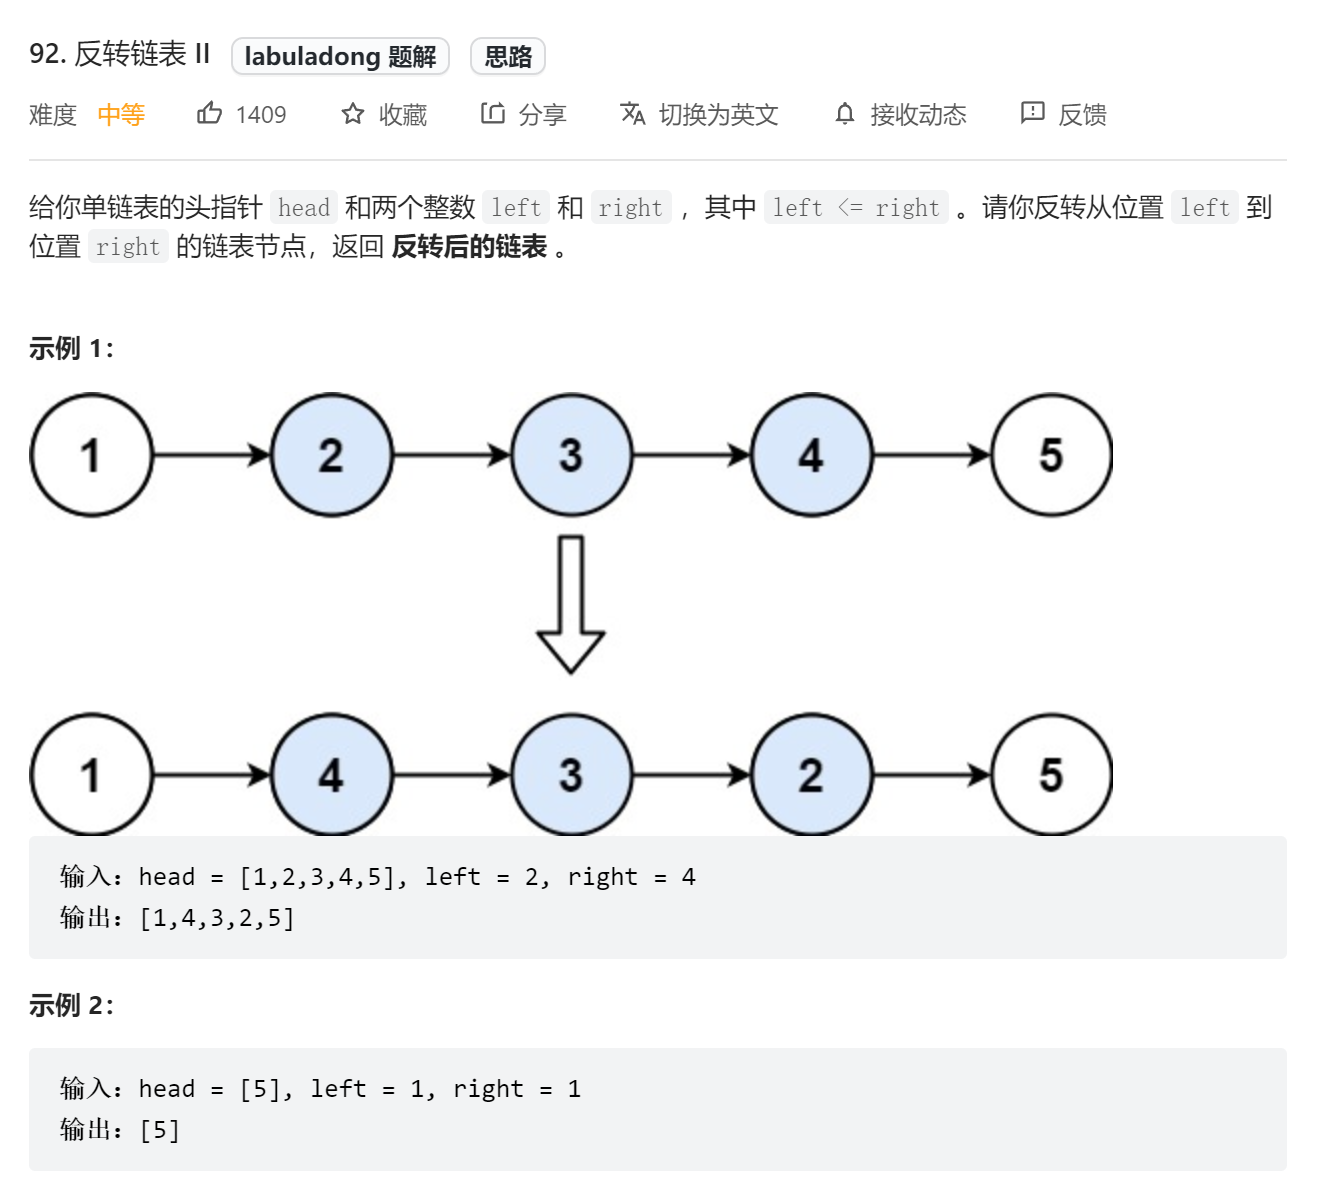 92. 反转链表 II labuladong 题解 思路
难度 中等 1409 收藏 分享 切换为英文 接收动态 反馈
给你单链表的头指针 head 和两个整数 left 和 right ，其中 left <= right 。请你反转从位置 left 到
位置 right 的链表节点，返回 反转后的链表 。
示例 1：
1 2 3 4 5
1 4 3 2 5
输入：head = [1,2,3,4,5], left = 2, right = 4
输出：[1,4,3,2,5]
示例 2：
输入：head = [5], left = 1, right = 1
输出：[5]